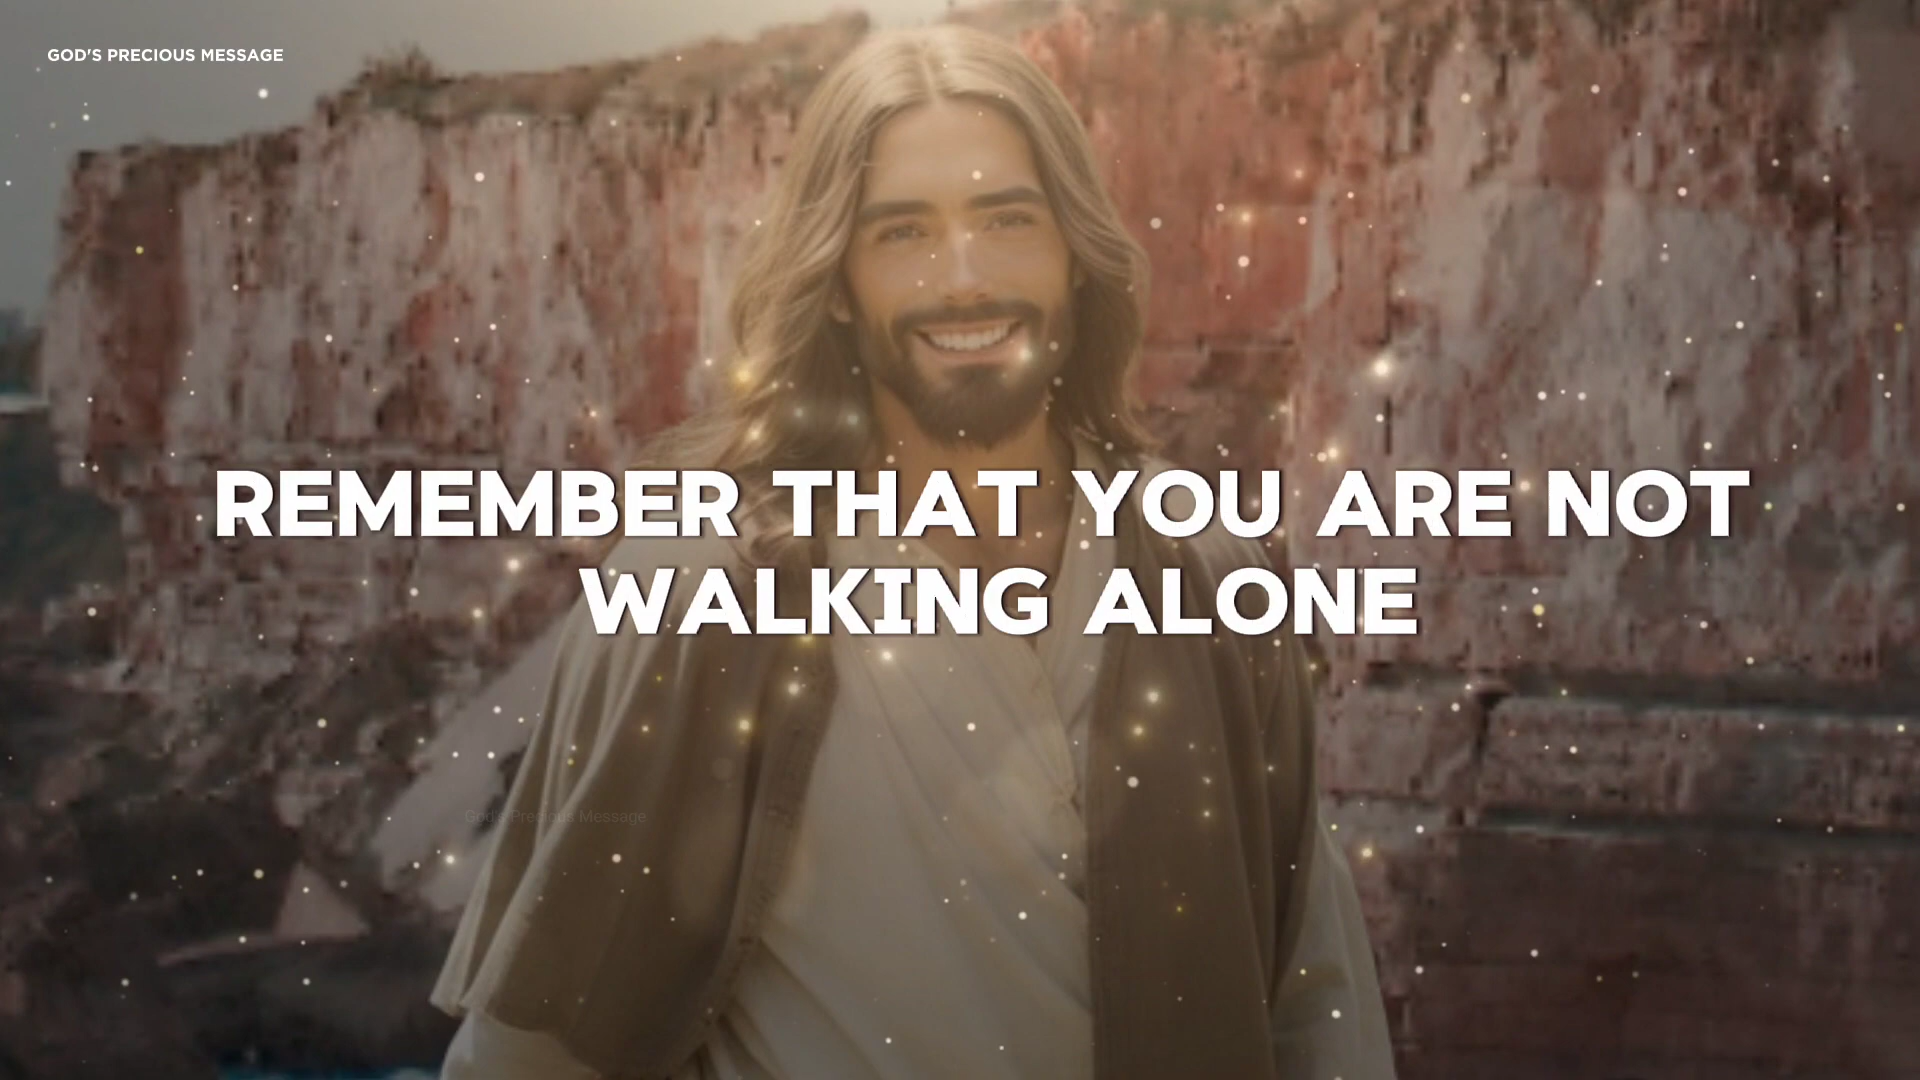 GOD'S PRECIOUS MESSAGE
REMEMBER THAT YOU ARE NOT
WALKING ALONE
God's Precious Message